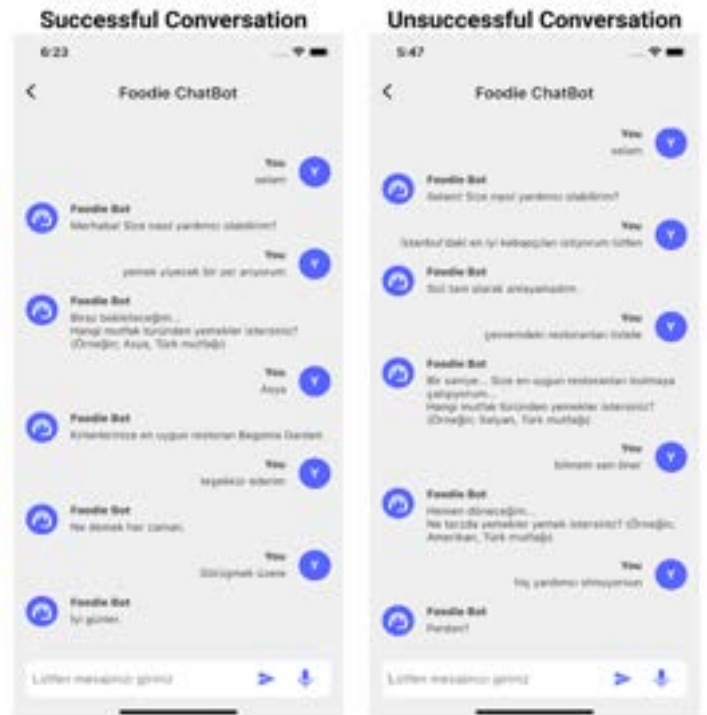 Successful Conversation
6:23
Foodie ChatBot
You
selam
Foodie Bot
Merhaba! Size nasıl yardımcı olabilirim?
You
yemek yiyecek bir yer arıyorum
Foodie Bot
Biraz bekleteceğim...
Hangi mutfak türünden yemekler istersiniz?
(Örneğin; Asya, Türk mutfağı)
You
Asya
Foodie Bot
Kriterlerinize en uygun restoran Begonia Garden
You
teşekkür ederim
Foodie Bot
Ne demek her zaman.
You
Görüşmek üzere
Foodie Bot
İyi günler.
Lütfen mesajınızı giriniz
Unsuccessful Conversation
5:47
Foodie ChatBot
You
selam
Foodie Bot
Selam! Size nasıl yardımcı olabilirim?
You
İstanbul'daki en iyi kebapçıları istiyorum lütfen
Foodie Bot
Sizi tam olarak anlayamadım.
You
çevremdeki restoranları listele
Foodie Bot
Bir saniye... Size en uygun restoranları bulmaya
çalışıyorum...
Hangi mutfak türünden yemekler istersiniz?
(Örneğin; İtalyan, Türk mutfağı)
You
bilmem sen öner
Foodie Bot
Hemen döneceğim...
Ne tarzda yemekler yemek istersiniz? (Örneğin;
Amerikan, Türk mutfağı)
You
hiç yardımcı olmuyorsun
Foodie Bot
Pardon?
Lütfen mesajınızı giriniz